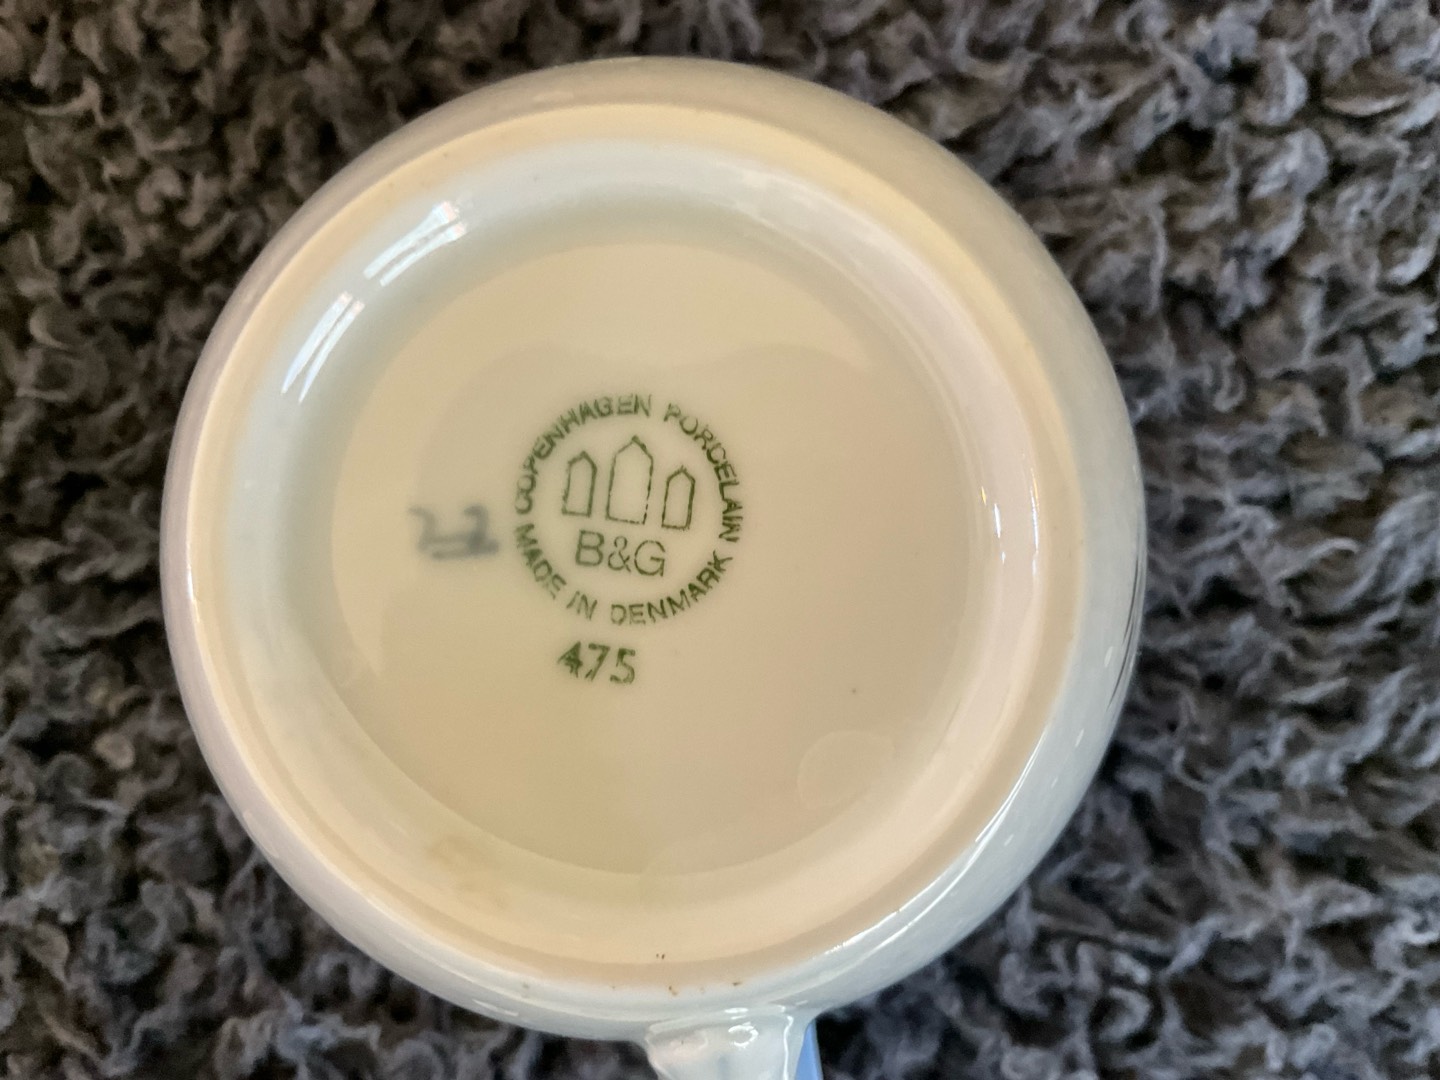 COPENHAGEN PORCELAIN
B&G
MADE IN DENMARK
475